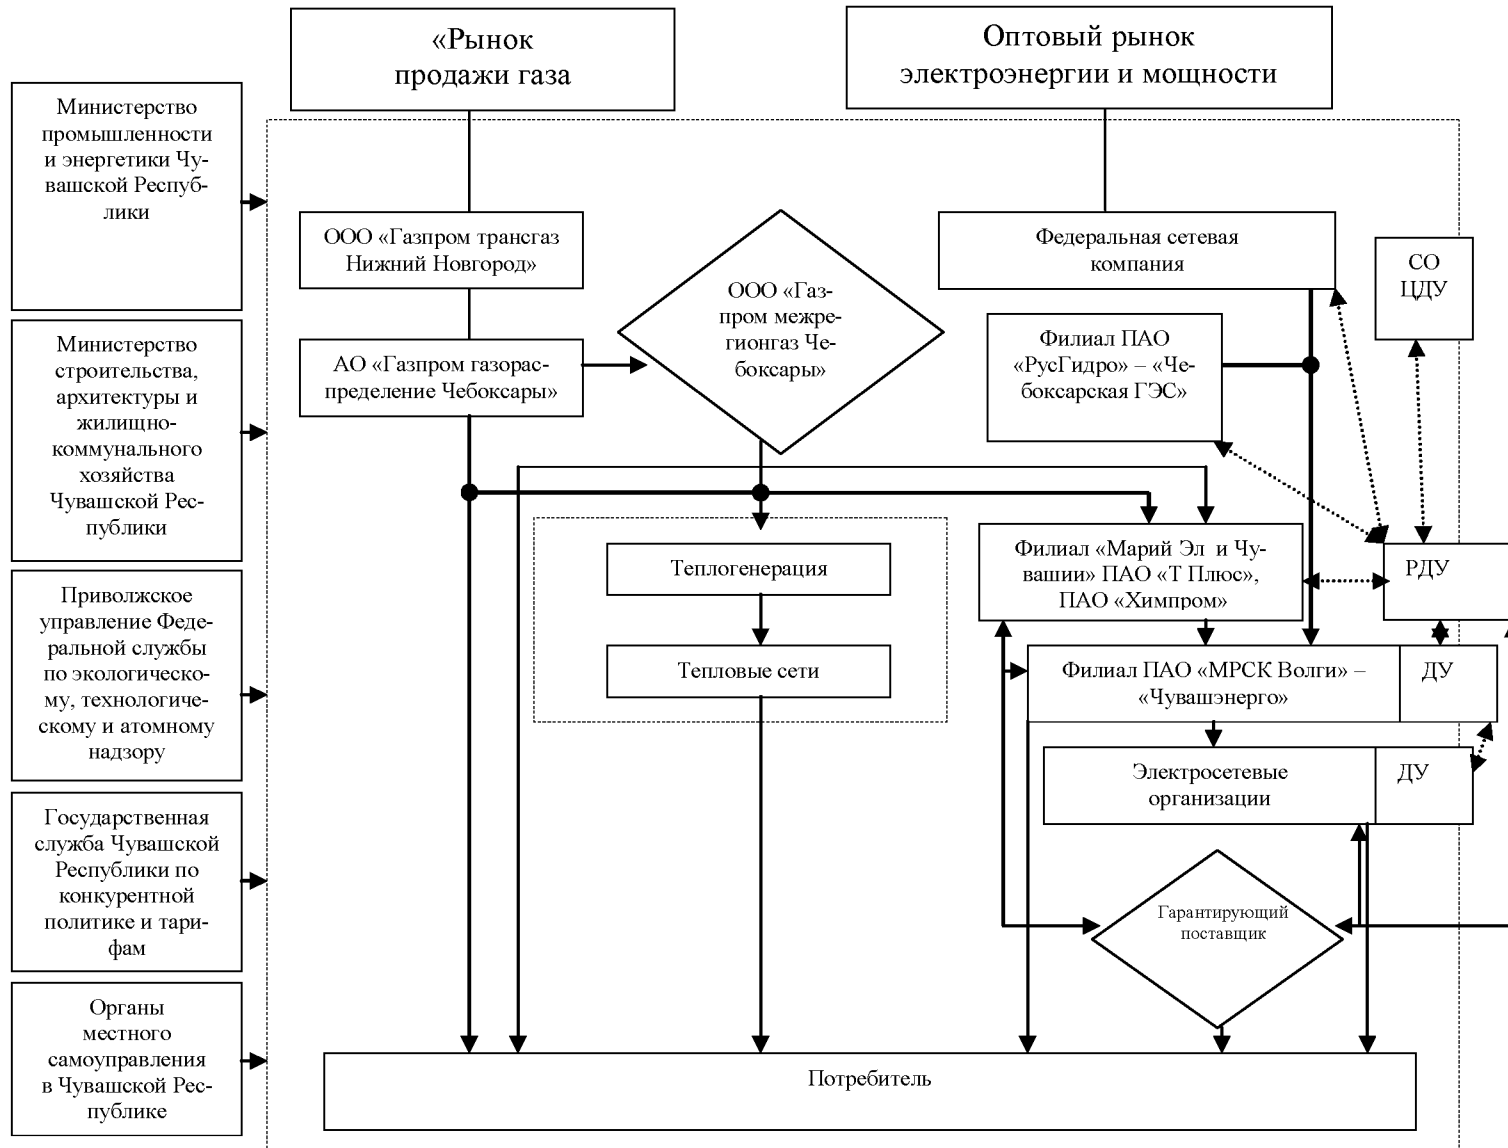 «Рынок
продажи газа
Оптовый рынок
электроэнергии и мощности
Министерство
промышленности
и энергетики Чу-
вашской Респуб-
лики
Министерство
строительства,
архитектуры и
жилищно-
коммунального
хозяйства
Чувашской Рес-
публики
Приволжское
управление Феде-
ральной службы
по экологическо-
му, технологиче-
скому и атомному
надзору
Государственная
служба Чувашской
Республики по
конкурентной
политике и тари-
фам
Органы
местного
самоуправления
в Чувашской Рес-
публике
ООО «Газпром трансгаз
Нижний Новгород»
АО «Газпром газорас-
пределение Чебоксары»
ООО «Газ-
пром межре-
гионгаз Че-
боксары»
Федеральная сетевая
компания
СО
ЦДУ
Филиал ПАО
«РусГидро» – «Че-
боксарская ГЭС»
Теплогенерация
Тепловые сети
Филиал «Марий Эл и Чу-
вашии» ПАО «Т Плюс»,
ПАО «Химпром»
РДУ
Филиал ПАО «МРСК Волги» –
«Чувашэнерго»
ДУ
Электросетевые
организации
ДУ
Гарантирующий
поставщик
Потребитель